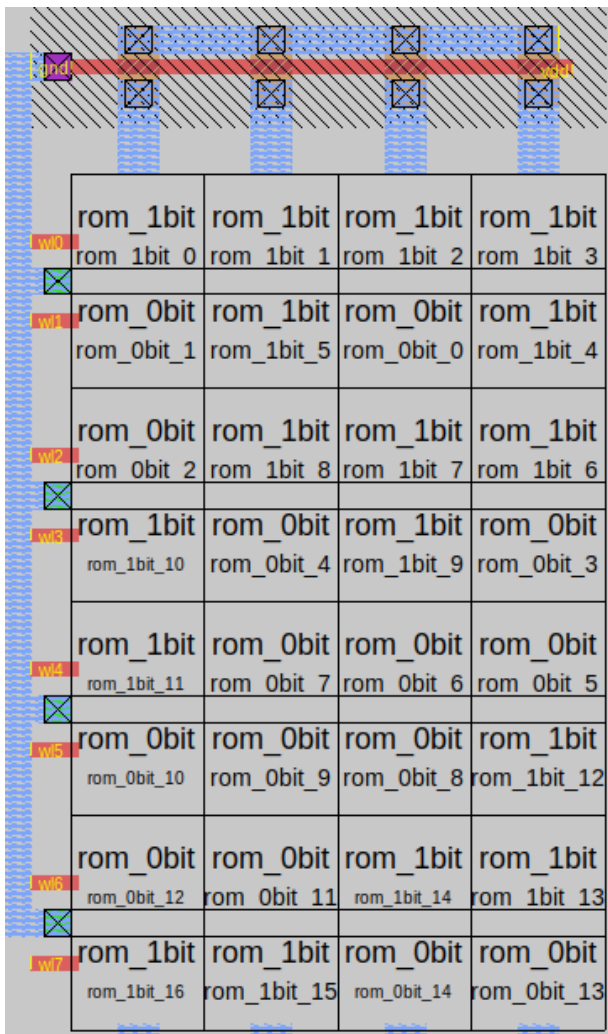 gnd! vdd!
rom_1bit rom_1bit rom_1bit rom_1bit
wl0 rom_1bit_0 rom_1bit_1 rom_1bit_2 rom_1bit_3
wl1 rom_0bit rom_1bit rom_0bit rom_1bit
rom_0bit_1 rom_1bit_5 rom_0bit_0 rom_1bit_4
rom_0bit rom_1bit rom_1bit rom_1bit
wl2 rom_0bit_2 rom_1bit_8 rom_1bit_7 rom_1bit_6
wl3 rom_1bit rom_0bit rom_1bit rom_0bit
rom_1bit_10 rom_0bit_4 rom_1bit_9 rom_0bit_3
rom_1bit rom_0bit rom_0bit rom_0bit
wl4 rom_1bit_11 rom_0bit_7 rom_0bit_6 rom_0bit_5
wl5 rom_0bit rom_0bit rom_0bit rom_1bit
rom_0bit_10 rom_0bit_9 rom_0bit_8 rom_1bit_12
rom_0bit rom_0bit rom_1bit rom_1bit
wl6 rom_0bit_12 rom_0bit_11 rom_1bit_14 rom_1bit_13
wl7 rom_1bit rom_1bit rom_0bit rom_0bit
rom_1bit_16 rom_1bit_15 rom_0bit_14 rom_0bit_13